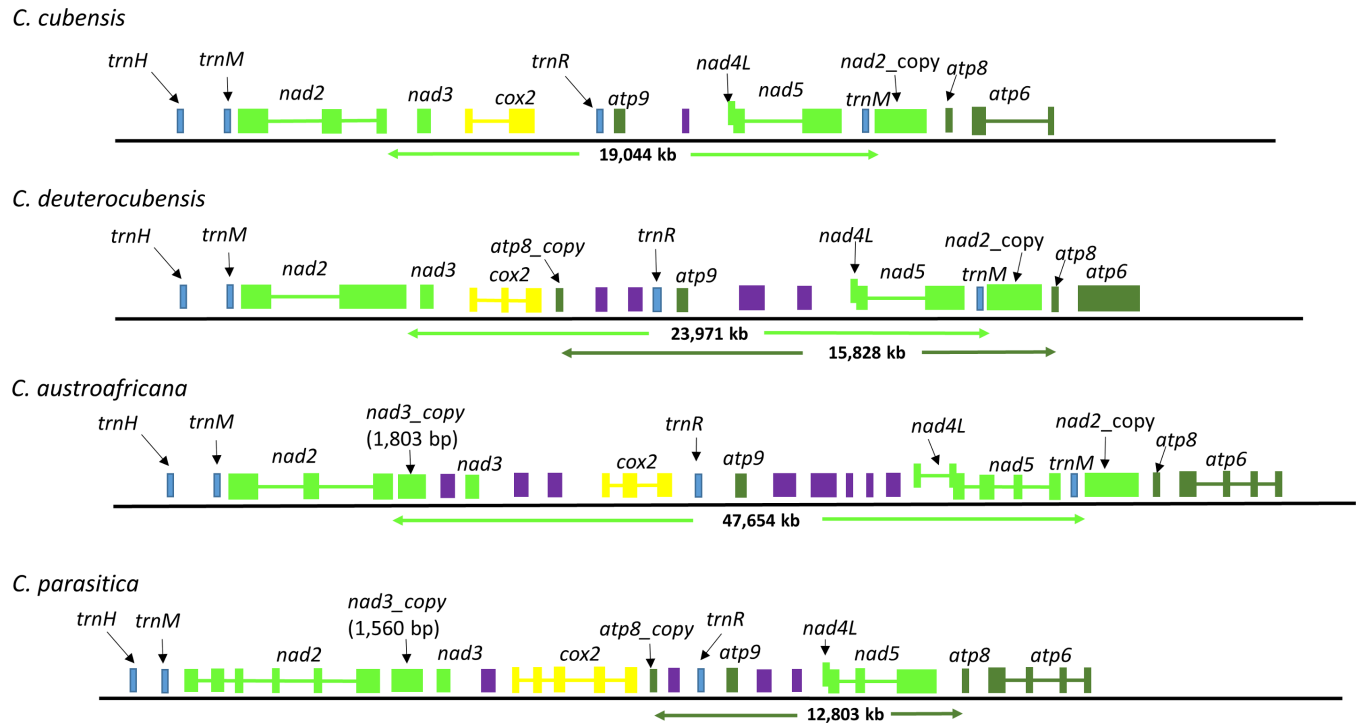 C. cubensis
trnH
trnM
nad2
nad3
cox2
trnR
atp9
nad4L
nad5
trnM
nad2_copy
atp8
atp6
19,044 kb
C. deuterocubensis
trnH
trnM
nad2
nad3
cox2
atp8_copy
trnR
atp9
nad4L
nad5
trnM
nad2_copy
atp8
atp6
23,971 kb
15,828 kb
C. austroafricana
trnH
trnM
nad2
nad3_copy
(1,803 bp)
nad3
cox2
trnR
atp9
nad4L
nad5
trnM
nad2_copy
atp8
atp6
47,654 kb
C. parasitica
trnH
trnM
nad2
nad3_copy
(1,560 bp)
nad3
cox2
atp8_copy
trnR
atp9
nad4L
nad5
atp8
atp6
12,803 kb